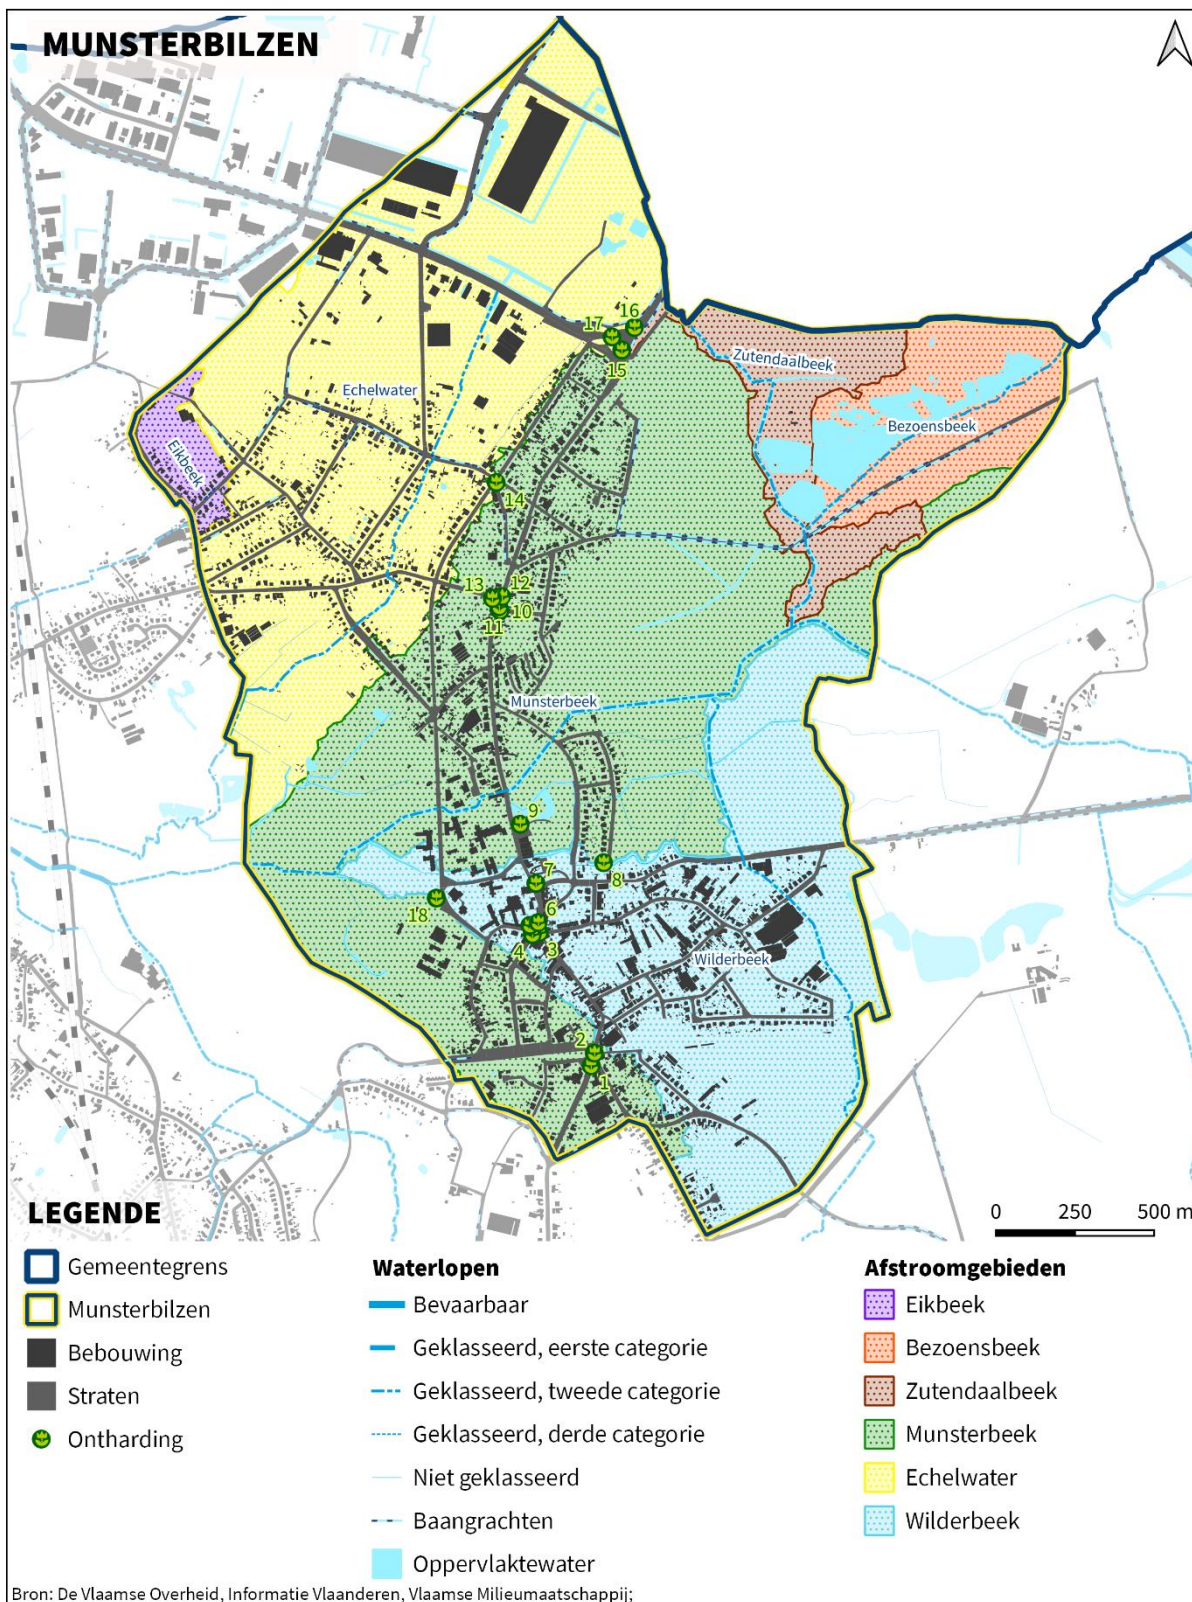 MUNSTERBILZEN
16
17
Zutendaalbeek
15
Echelwater
Bezoensbeek
Eikbeek
14
13 12
10
11
Munsterbeek
9
7
8
18
6
4 3
Wilderbeek
2
1
LEGENDE
0 250 500 m
Gemeentegrens
Munsterbilzen
Bebouwing
Straten
Ontharding
Waterlopen
Bevaarbaar
Geklasseerd, eerste categorie
Geklasseerd, tweede categorie
Geklasseerd, derde categorie
Niet geklasseerd
Baangrachten
Oppervlaktewater
Afstroomgebieden
Eikbeek
Bezoensbeek
Zutendaalbeek
Munsterbeek
Echelwater
Wilderbeek
Bron: De Vlaamse Overheid, Informatie Vlaanderen, Vlaamse Milieumaatschappij;